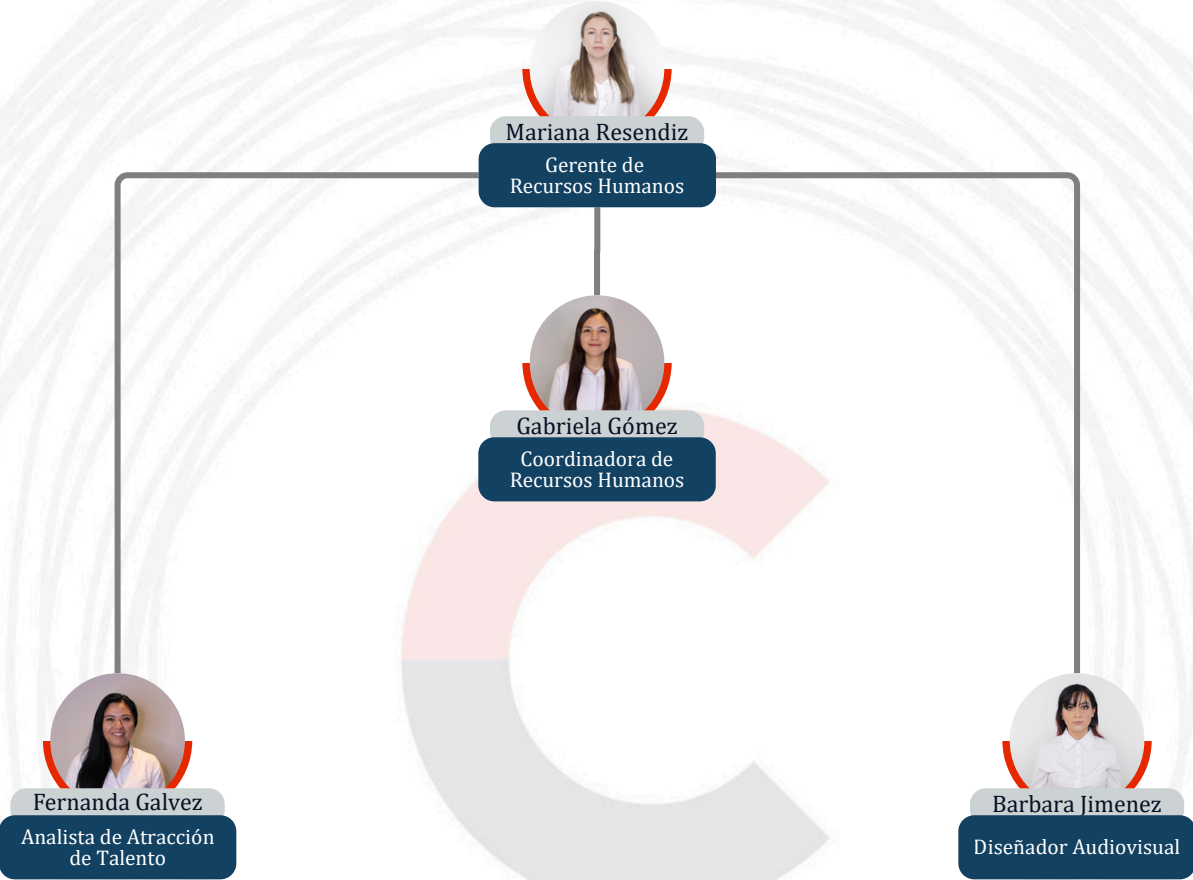 Mariana Resendiz
Gerente de
Recursos Humanos
Gabriela Gómez
Coordinadora de
Recursos Humanos
Fernanda Galvez
Analista de Atracción
de Talento
Barbara Jimenez
Diseñador Audiovisual